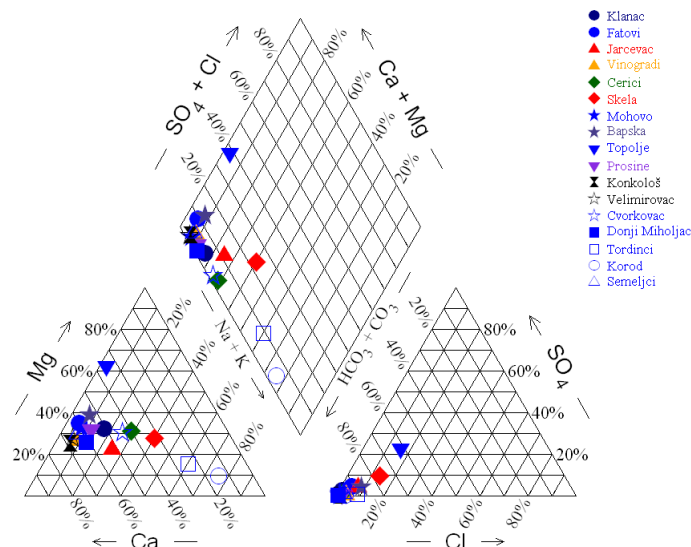 80%
60%
40%
20%
SO4 + Cl
80%
60%
40%
20%
Ca + Mg
Klanac
Fatovi
Jarcevac
Vinogradi
Cerici
Skela
Mohovo
Bapska
Topolje
Prosine
Konkološ
Velimirovac
Cvorkovac
Donji Miholjac
Tordinci
Korod
Semeljci
Na + K
HCO3 + CO3
Mg
80%
60%
40%
20%
20%
40%
60%
80%
80%
60%
40%
20%
Ca
40%
60%
80%
SO4
80%
60%
40%
20%
20%
40%
60%
80%
Cl